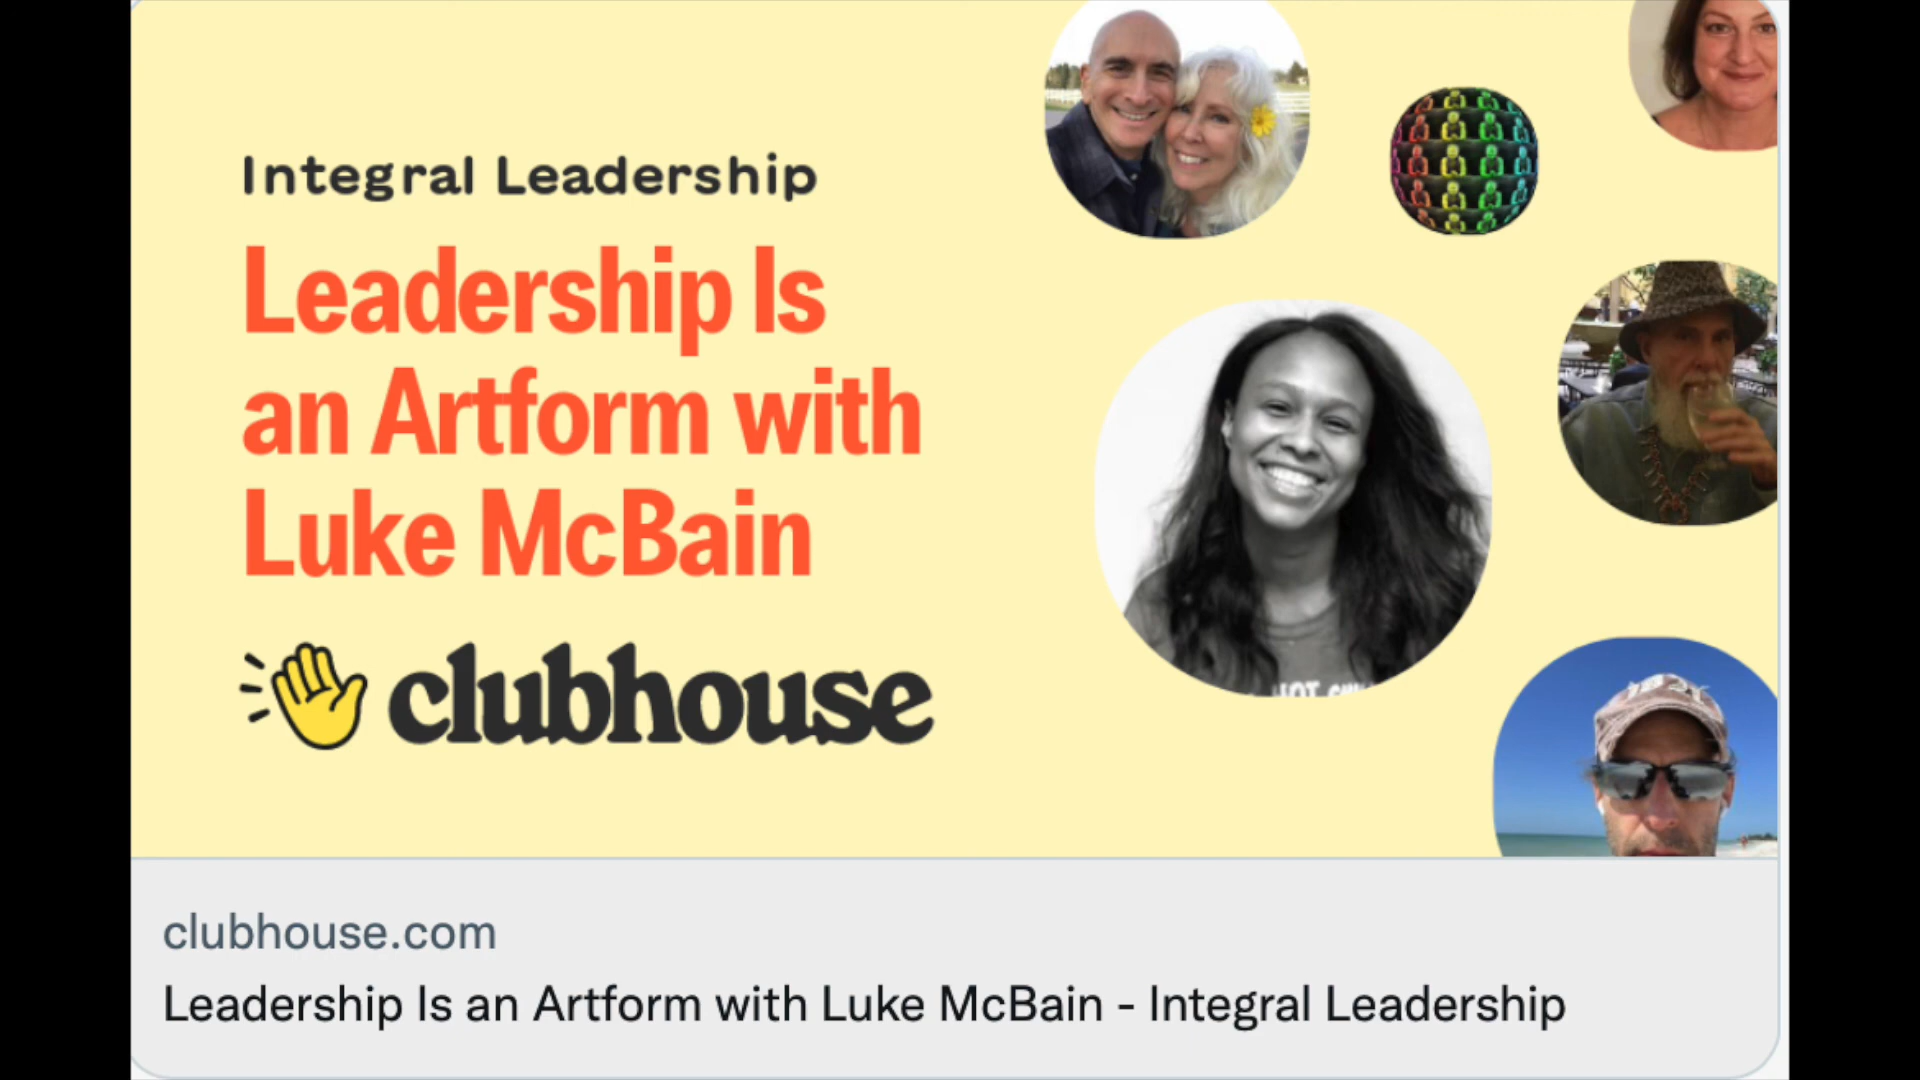 Integral Leadership
Leadership Is
an Artform with
Luke McBain
clubhouse
clubhouse.com
Leadership Is an Artform with Luke McBain - Integral Leadership